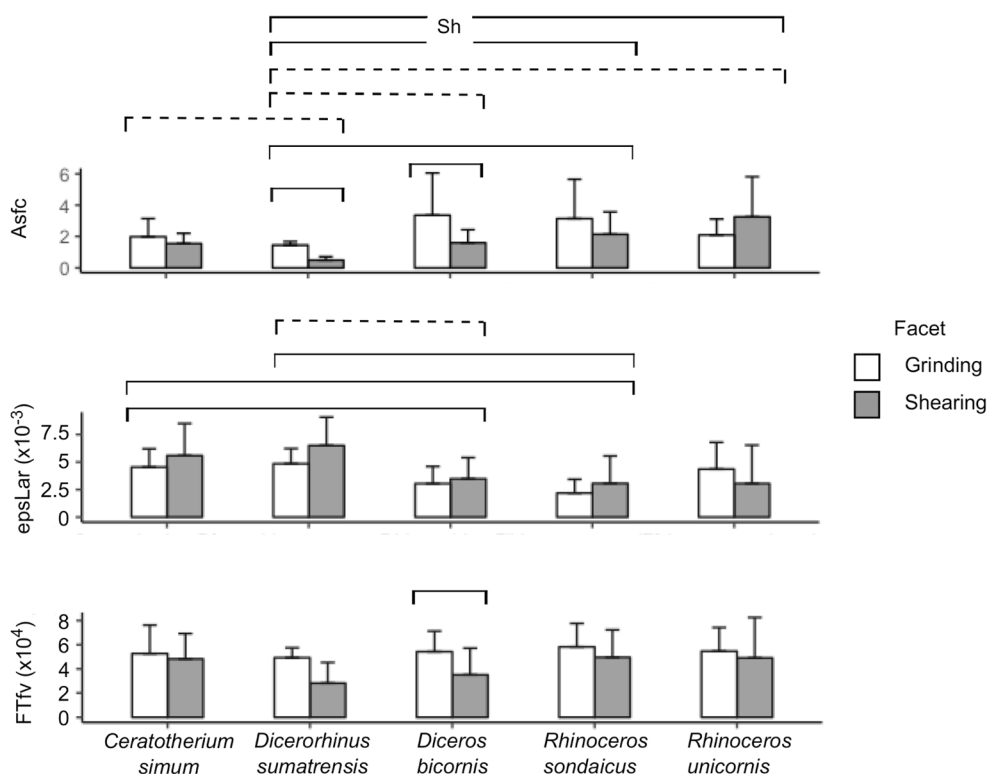 Sh
Asfc
6
4
2
0
epsLar (x10-3)
7.5
5
2.5
0
Facet
Grinding
Shearing
FTfv (x10⁴)
8
6
4
2
0
Ceratotherium
simum
Dicerorhinus
sumatrensis
Diceros
bicornis
Rhinoceros
sondaicus
Rhinoceros
unicornis